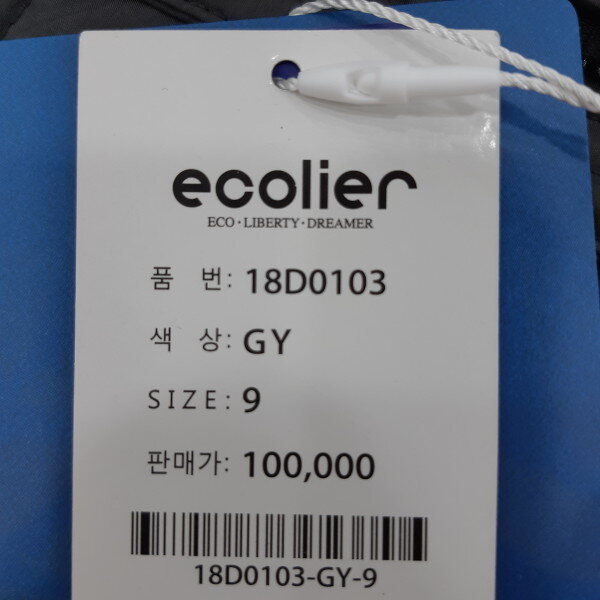 ecolier
ECO·LIBERTY·DREAMER
품 번: 18D0103
색 상: GY
SIZE: 9
판매가: 100,000
18D0103-GY-9